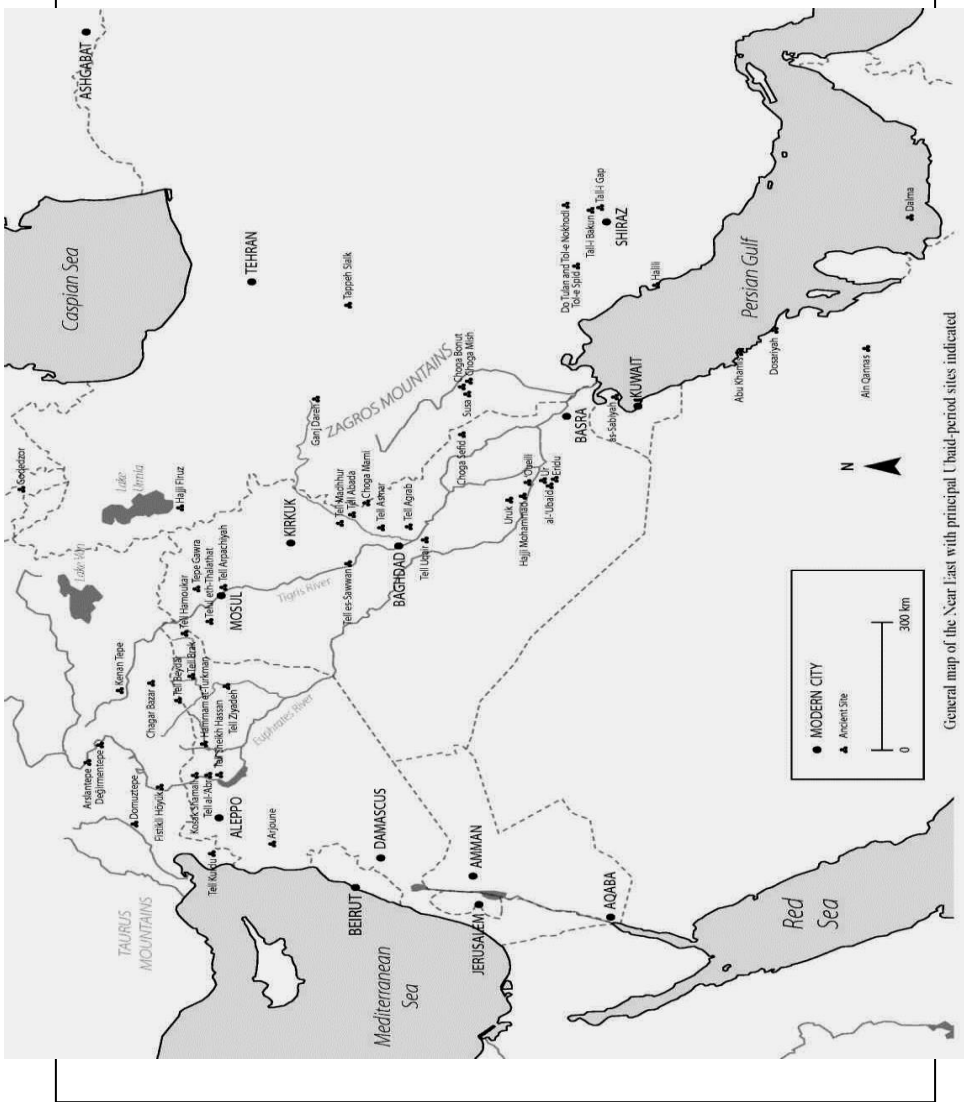 ASHGABAT
Caspian Sea
TEHRAN
Tappeh Sialk
Godedzor
Lake
Urmia
Hajji Firuz
Lake Van
ZAGROS MOUNTAINS
Ganj Dareh
Choga Bonut
Choga Mish
Susa
Choga Sefid
Do Tulan and Tol-e Nokhodi
Tol-e Spid
Tall-i Bakun
Tall-i Gap
SHIRAZ
Halili
Persian Gulf
Dalma
KIRKUK
Tell Madhhur
Tell Abada
Choga Mami
Tell Asmar
Tell Agrab
Tell es-Sawwan
BAGHDAD
Tell Uqair
Uruk
Hajji Mohammad
Oueili
Ur
al-'Ubaid
Eridu
BASRA
as-Sabiyah
KUWAIT
Abu Khamis
Dosariyah
Ain Qannas
Tell Hamoukar
Tepe Gawra
Tellul eth-Thalathat
Tell Arpachiyah
MOSUL
Tigris River
Kenan Tepe
Chagar Bazar
Tell Beydar
Tell Brak
Hammam et-Turkman
Tell Sheikh Hassan
Tell Ziyadeh
Euphrates River
Arslantepe
Değirmentepe
Domuztepe
Fistikli Höyük
Kosak Shamali
Tell al-'Abr
ALEPPO
Arjoune
Tell Kurdu
TAURUS
MOUNTAINS
Mediterranean
Sea
BEIRUT
DAMASCUS
AMMAN
JERUSALEM
AQABA
Red
Sea
N
MODERN CITY
Ancient Site
0
300 km
General map of the Near East with principal Ubaid-period sites indicated